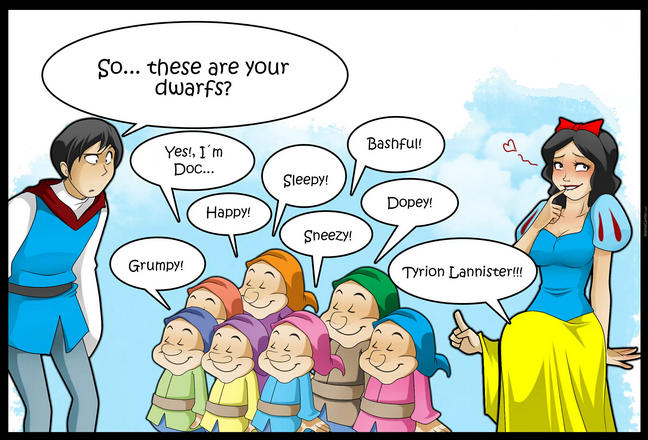 So... these are your
dwarfs?
Yes!, I´m
Doc...
Happy!
Sleepy!
Bashful!
Grumpy!
Sneezy!
Dopey!
Tyrion Lannister!!!